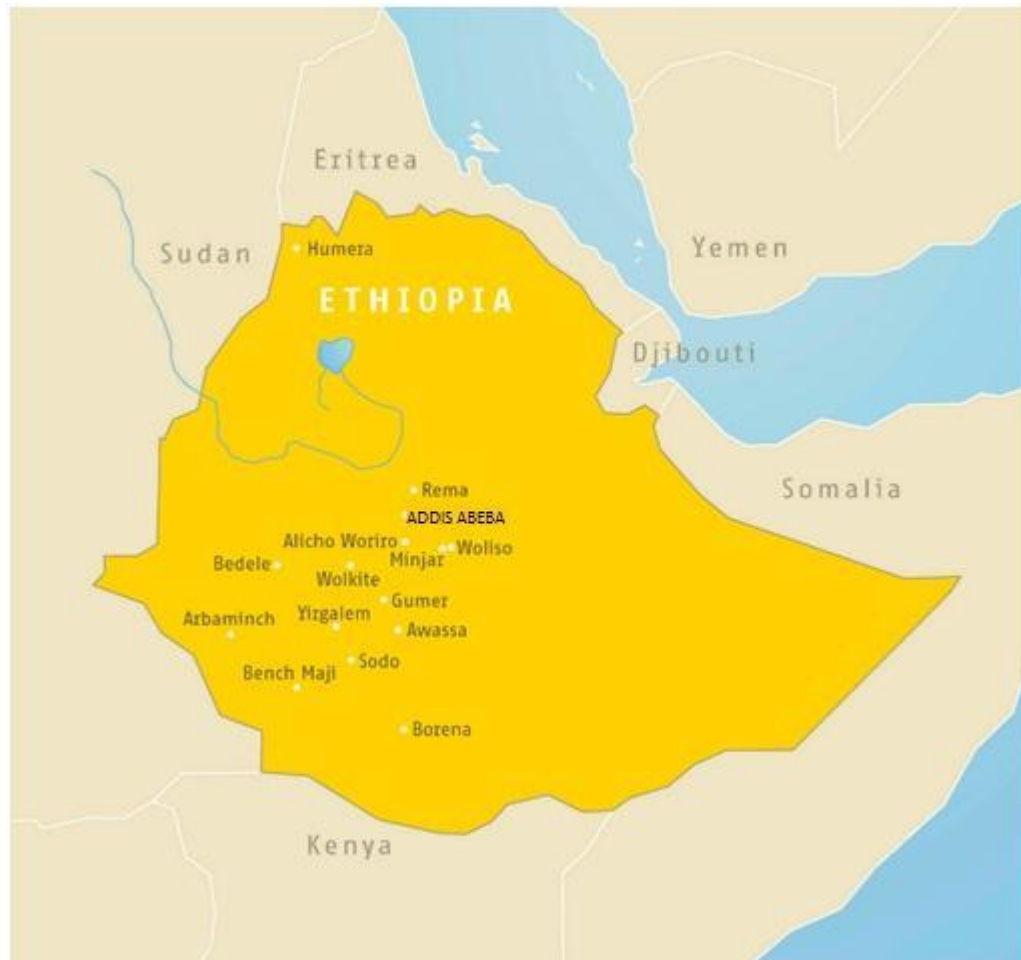 Eritrea
Sudan
Humera
Yemen
ETHIOPIA
Djibouti
Rema
Somalia
ADDIS ABEBA
Alicho Woriro
Woliso
Minjar
Bedele
Wolkite
Gumer
Yirgalem
Arbaminch
Awassa
Sodo
Bench Maji
Borena
Kenya